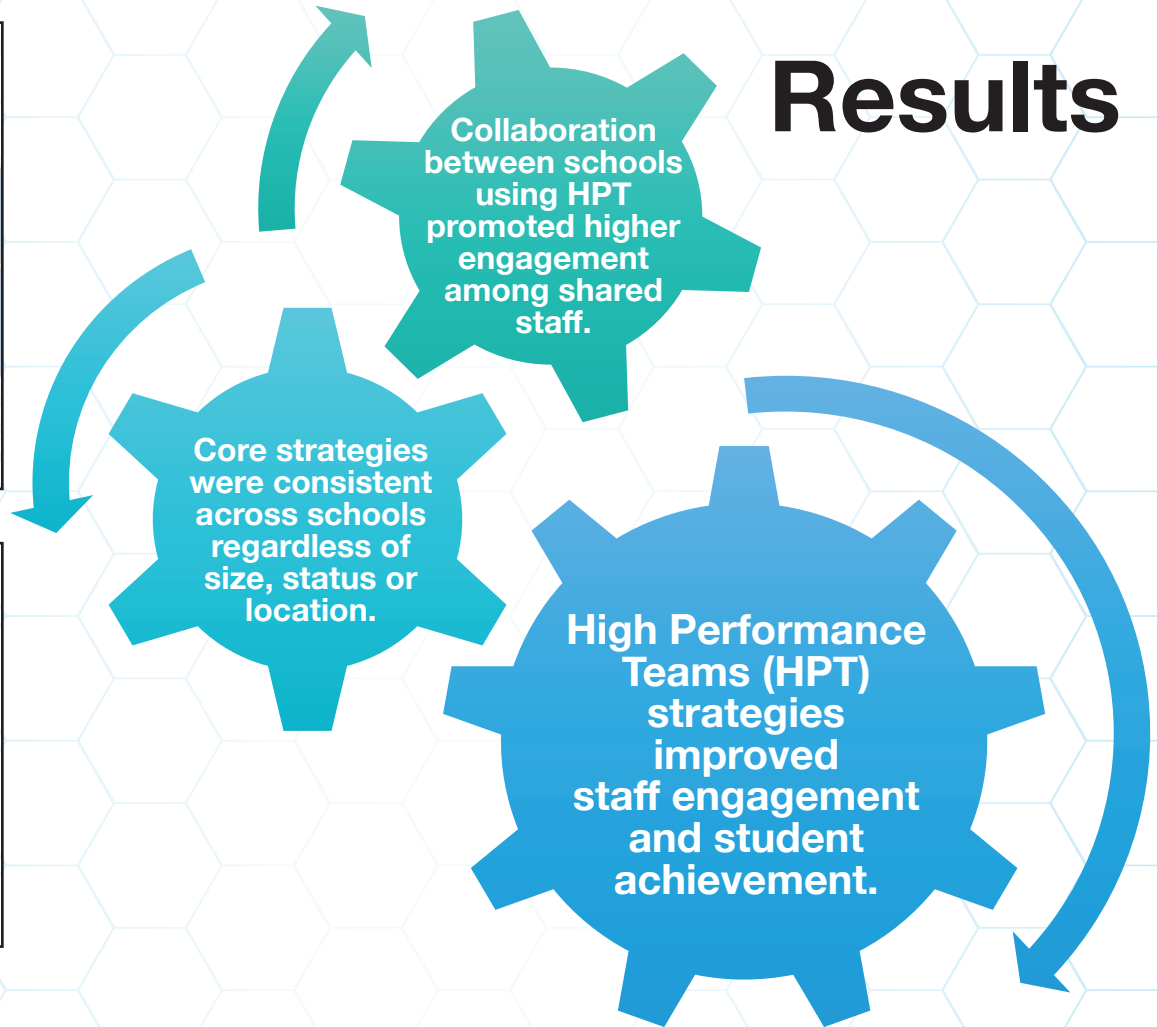 Results
Collaboration
between schools
using HPT
promoted higher
engagement
among shared
staff.
Core strategies
were consistent
across schools
regardless of
size, status or
location.
High Performance
Teams (HPT)
strategies
improved
staff engagement
and student
achievement.